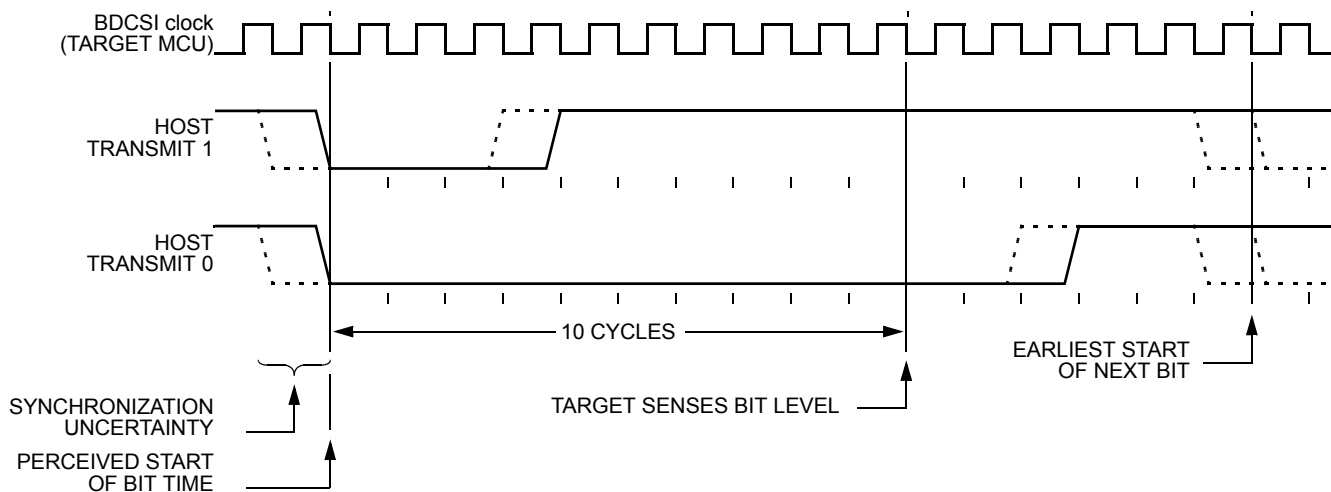 BDCSI clock
(TARGET MCU)
HOST
TRANSMIT 1
HOST
TRANSMIT 0
10 CYCLES
EARLIEST START
OF NEXT BIT
TARGET SENSES BIT LEVEL
SYNCHRONIZATION
UNCERTAINTY
PERCEIVED START
OF BIT TIME